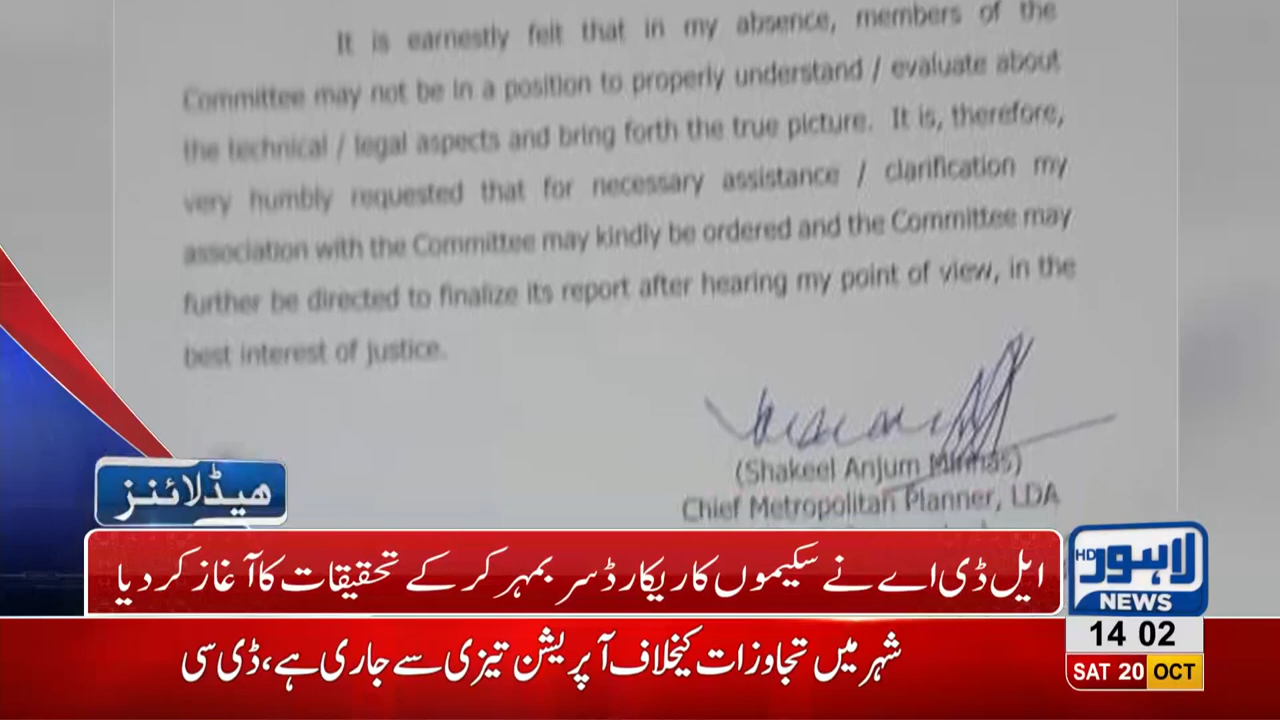 It is earnestly felt that in my absence, members of the
Committee may not be in a position to properly understand / evaluate about
the technical / legal aspects and bring forth the true picture. It is, therefore,
very humbly requested that for necessary assistance / clarification my
association with the Committee may kindly be ordered and the Committee may
further be directed to finalize its report after hearing my point of view, in the
best interest of justice.
(Shakeel Anjum Minhas)
Chief Metropolitan Planner, LDA
ہیڈلائنز
ایل ڈی اے نے سکیموں کا ریکارڈ سر بمہر کر کے تحقیقات کا آغاز کر دیا
HD لاہور
NEWS
14 02
شہر میں تجاوزات کیخلاف آپریشن تیزی سے جاری ہے، ڈی سی
SAT 20 OCT